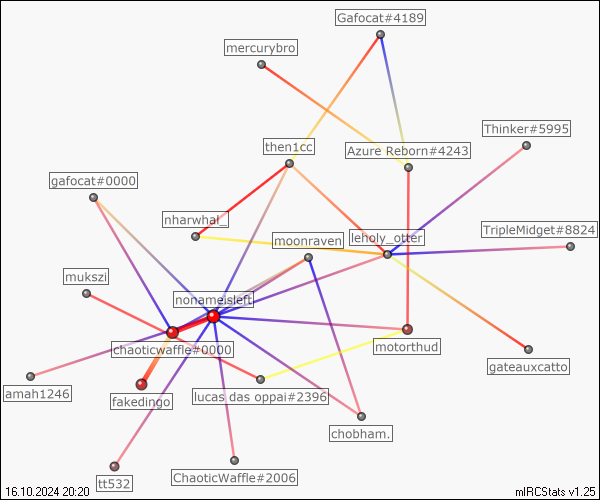 Gafocat#4189
mercurybro
Thinker#5995
then1cc
Azure Reborn#4243
gafocat#0000
nharwhal_
TripleMidget#8824
moonraven
leholy_otter
mukszi
nonameisleft
chaoticwaffle#0000
motorthud
gateauxcatto
amah1246
fakedingo
lucas das oppai#2396
chobham.
tt532
ChaoticWaffle#2006
16.10.2024 20:20
mIRCStats v1.25